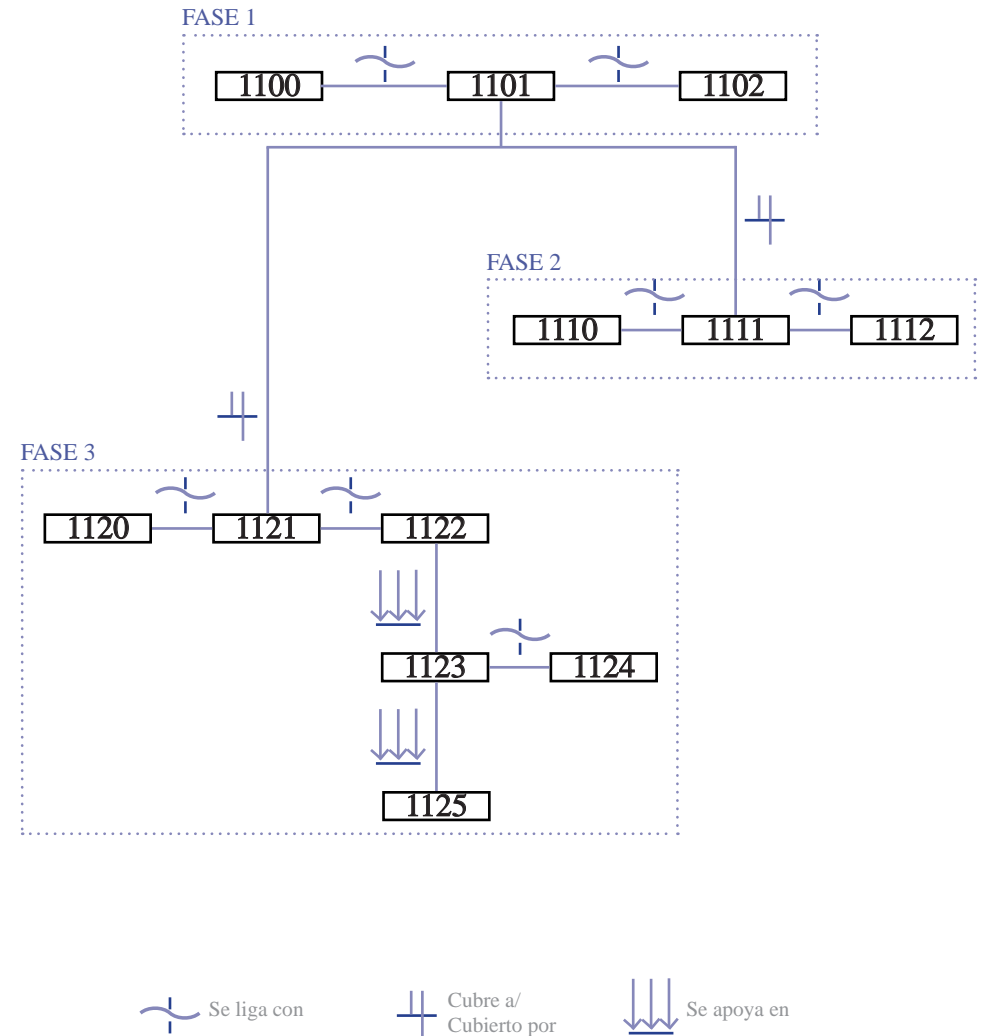 FASE 1
1100 1101 1102
FASE 2
1110 1111 1112
FASE 3
1120 1121 1122
1123 1124
1125
Se liga con
Cubre a/
Cubierto por
Se apoya en